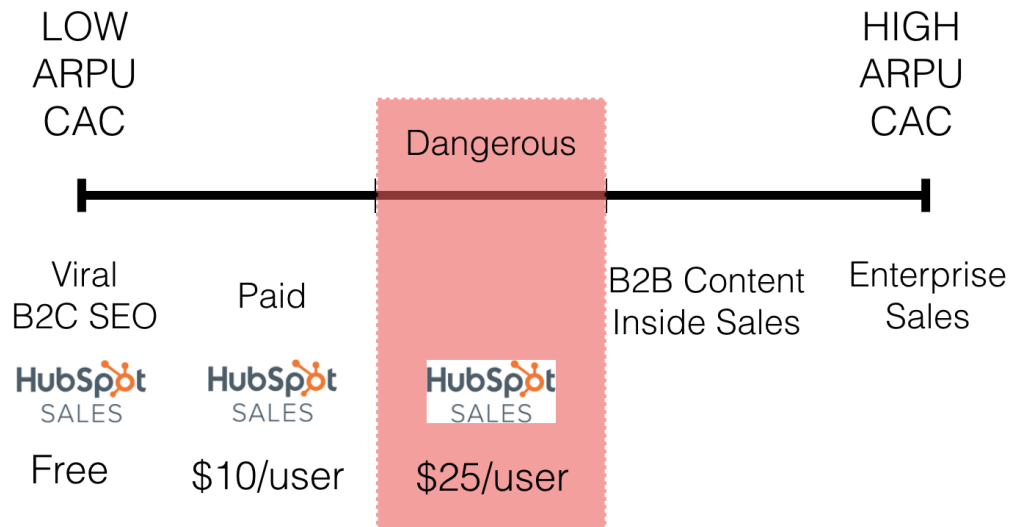 LOW
ARPU
CAC
HIGH
ARPU
CAC
Dangerous
Viral
B2C SEO
Paid
B2B Content
Inside Sales
Enterprise
Sales
HubSpot
SALES
HubSpot
SALES
HubSpot
SALES
Free
$10/user
$25/user